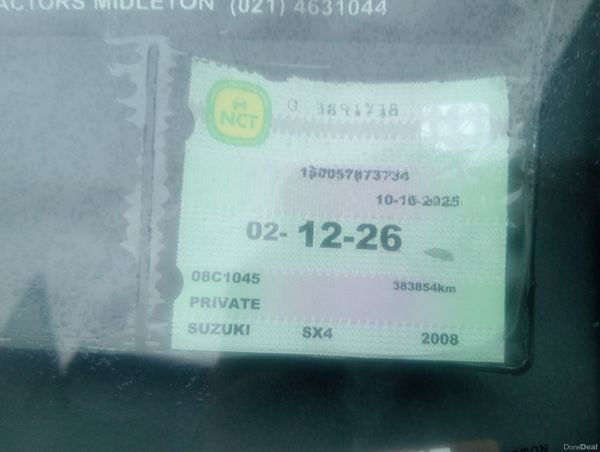 ACTORS MIDLETON (021) 4631044
NCT
10-10-2025
02-12-26
08C1045
383854km
PRIVATE
SUZUKI SX4 2008
DoneDeal